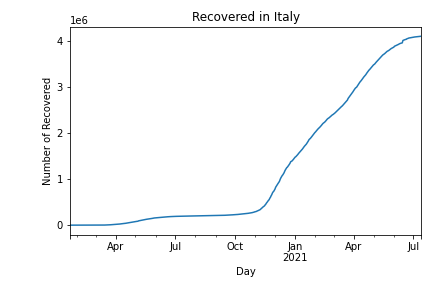 Recovered in Italy
1e6
4
3
2
1
0
Number of Recovered
Apr
Jul
Oct
Jan
2021
Apr
Jul
Day